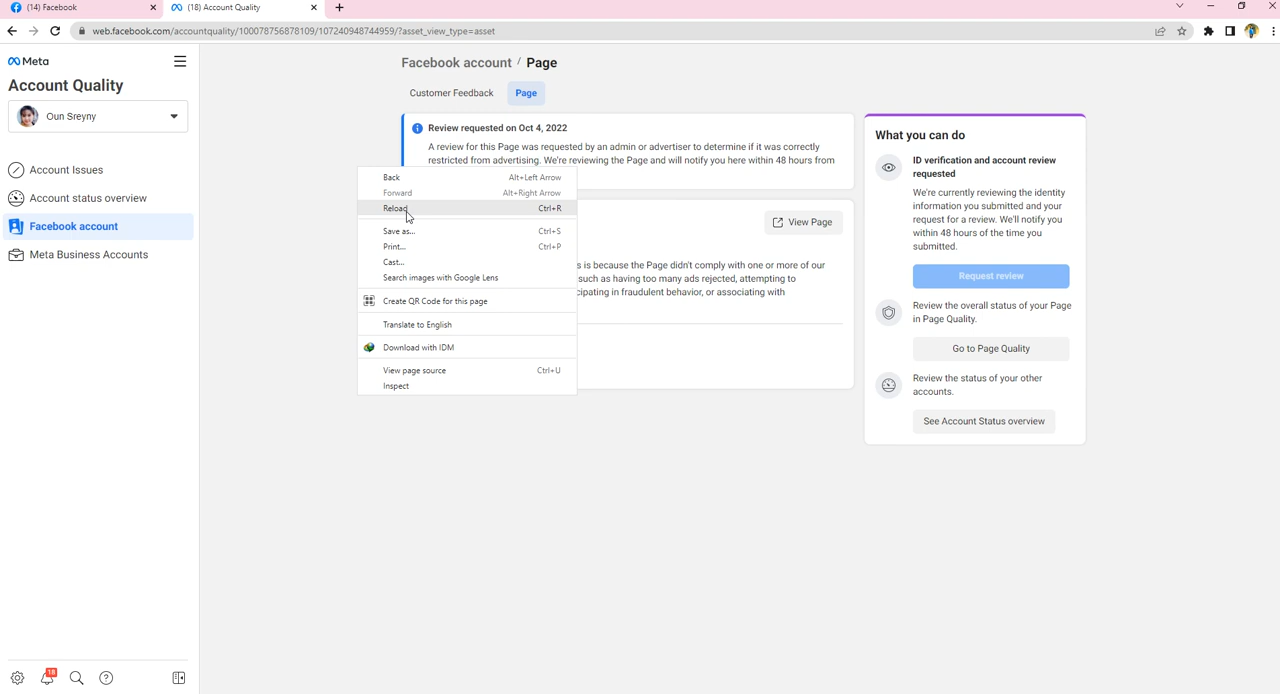 (14) Facebook
(18) Account Quality
web.facebook.com/accountquality/100078756878109/107240948744959/?asset_view_type=asset
Meta
Account Quality
Oun Sreyny
Account Issues
Account status overview
Facebook account
Meta Business Accounts
18
Facebook account / Page
Customer Feedback
Page
Review requested on Oct 4, 2022
A review for this Page was requested by an admin or advertiser to determine if it was correctly
restricted from advertising. We're reviewing the Page and will notify you here within 48 hours from
Back Alt+Left Arrow
Forward Alt+Right Arrow
Reload Ctrl+R
Save as... Ctrl+S
Print... Ctrl+P
Cast...
Search images with Google Lens
Create QR Code for this page
Translate to English
Download with IDM
View page source Ctrl+U
Inspect
View Page
s is because the Page didn't comply with one or more of our
such as having too many ads rejected, attempting to
cipating in fraudulent behavior, or associating with
What you can do
ID verification and account review
requested
We're currently reviewing the identity
information you submitted and your
request for a review. We'll notify you
within 48 hours of the time you
submitted.
Request review
Review the overall status of your Page
in Page Quality.
Go to Page Quality
Review the status of your other
accounts.
See Account Status overview